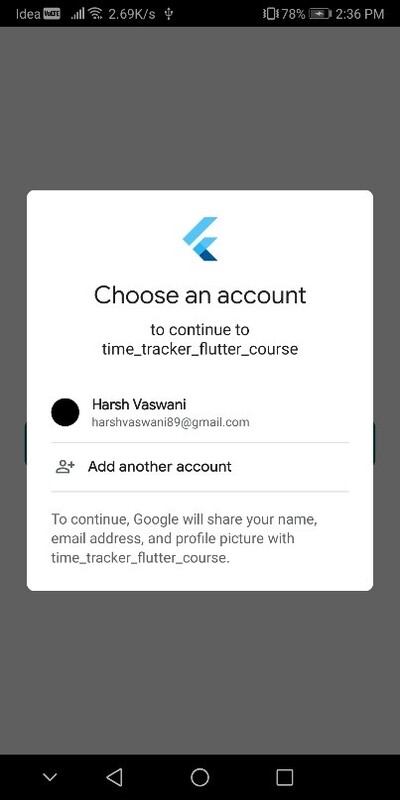 Idea VoLTE 2.69K/s 78% 2:36 PM
Choose an account
to continue to
time_tracker_flutter_course
Harsh Vaswani
harshvaswani89@gmail.com
Add another account
To continue, Google will share your name,
email address, and profile picture with
time_tracker_flutter_course.